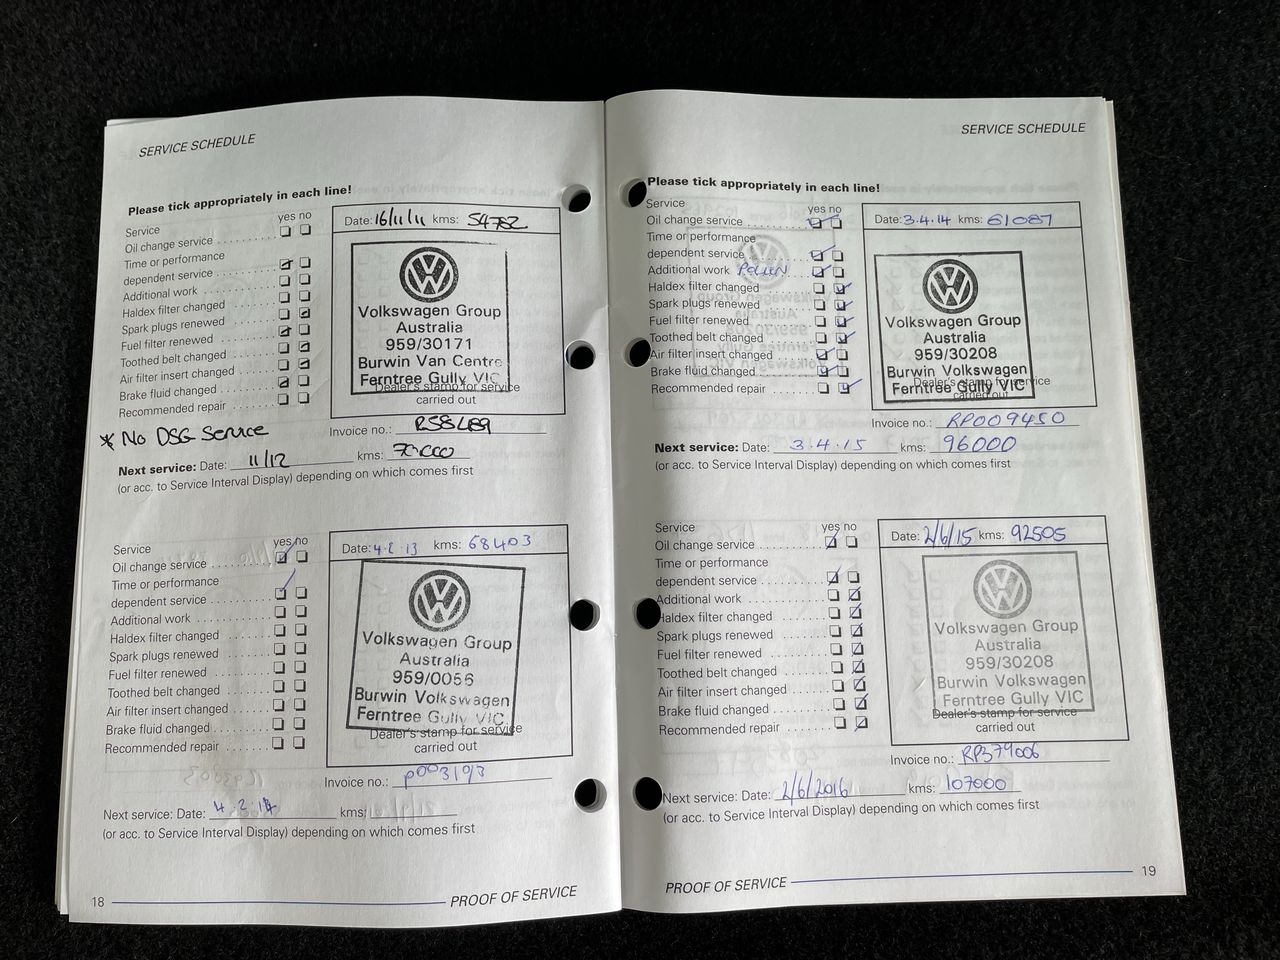 SERVICE SCHEDULE
Please tick appropriately in each line!
Service yes no
Oil change service
Time or performance
dependent service
Additional work
Haldex filter changed
Spark plugs renewed
Fuel filter renewed
Toothed belt changed
Air filter insert changed
Brake fluid changed
Recommended repair
* No DSG Service
Date: 16/11/11 kms: 54782
Volkswagen Group
Australia
959/30171
Burwin Van Centre
Ferntree Gully VIC
Dealer's stamp for service
carried out
Invoice no.:
Next service: Date: 11/12 kms: 70000
(or acc. to Service Interval Display) depending on which comes first
Service yes no
Oil change service
Time or performance
dependent service
Additional work
Haldex filter changed
Spark plugs renewed
Fuel filter renewed
Toothed belt changed
Air filter insert changed
Brake fluid changed
Recommended repair
Date: 4.2.13 kms: 68403
Volkswagen Group
Australia
959/0056
Burwin Volkswagen
Ferntree Gully VIC
Dealer's stamp for service
carried out
Invoice no.:
Next service: Date: 4.2.14 kms:
(or acc. to Service Interval Display) depending on which comes first
18 PROOF OF SERVICE
SERVICE SCHEDULE
Please tick appropriately in each line!
Service yes no
Oil change service
Time or performance
dependent service
Additional work Pollen
Haldex filter changed
Spark plugs renewed
Fuel filter renewed
Toothed belt changed
Air filter insert changed
Brake fluid changed
Recommended repair
Date: 3.4.14 kms: 81087
Volkswagen Group
Australia
959/30208
Burwin Volkswagen
Ferntree Gully VIC
Dealer's stamp for service
carried out
Invoice no.: RP009450
Next service: Date: 3.4.15 kms: 96000
(or acc. to Service Interval Display) depending on which comes first
Service yes no
Oil change service
Time or performance
dependent service
Additional work
Haldex filter changed
Spark plugs renewed
Fuel filter renewed
Toothed belt changed
Air filter insert changed
Brake fluid changed
Recommended repair
Date: 2/6/15 kms: 92505
Volkswagen Group
Australia
959/30208
Burwin Volkswagen
Ferntree Gully VIC
Dealer's stamp for service
carried out
Invoice no.: RP379006
Next service: Date: 2/6/2016 kms: 107000
(or acc. to Service Interval Display) depending on which comes first
PROOF OF SERVICE 19